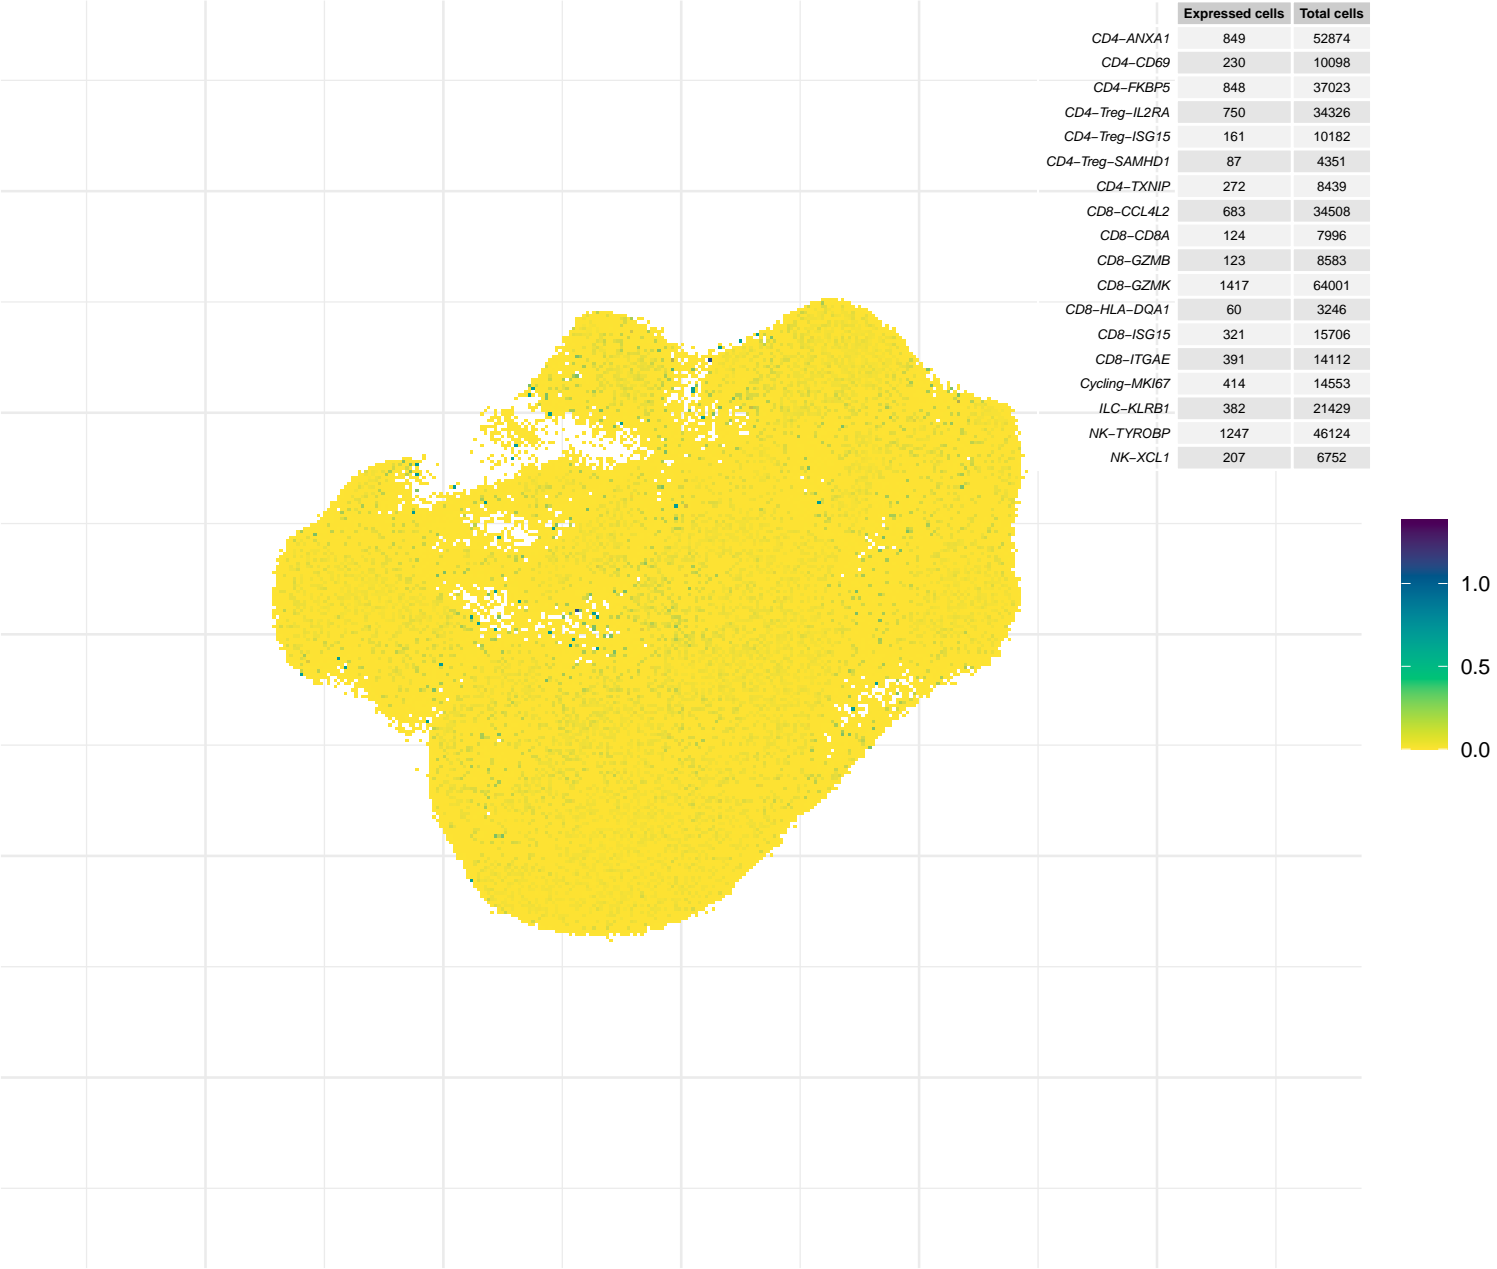 Expressed cells Total cells
CD4−ANXA1 849 52874
CD4−CD69 230 10098
CD4−FKBP5 848 37023
CD4−Treg−IL2RA 750 34326
CD4−Treg−ISG15 161 10182
CD4−Treg−SAMHD1 87 4351
CD4−TXNIP 272 8439
CD8−CCL4L2 683 34508
CD8−CD8A 124 7996
CD8−GZMB 123 8583
CD8−GZMK 1417 64001
CD8−HLA−DQA1 60 3246
CD8−ISG15 321 15706
CD8−ITGAE 391 14112
Cycling−MKI67 414 14553
ILC−KLRB1 382 21429
NK−TYROBP 1247 46124
NK−XCL1 207 6752
1.0
0.5
0.0